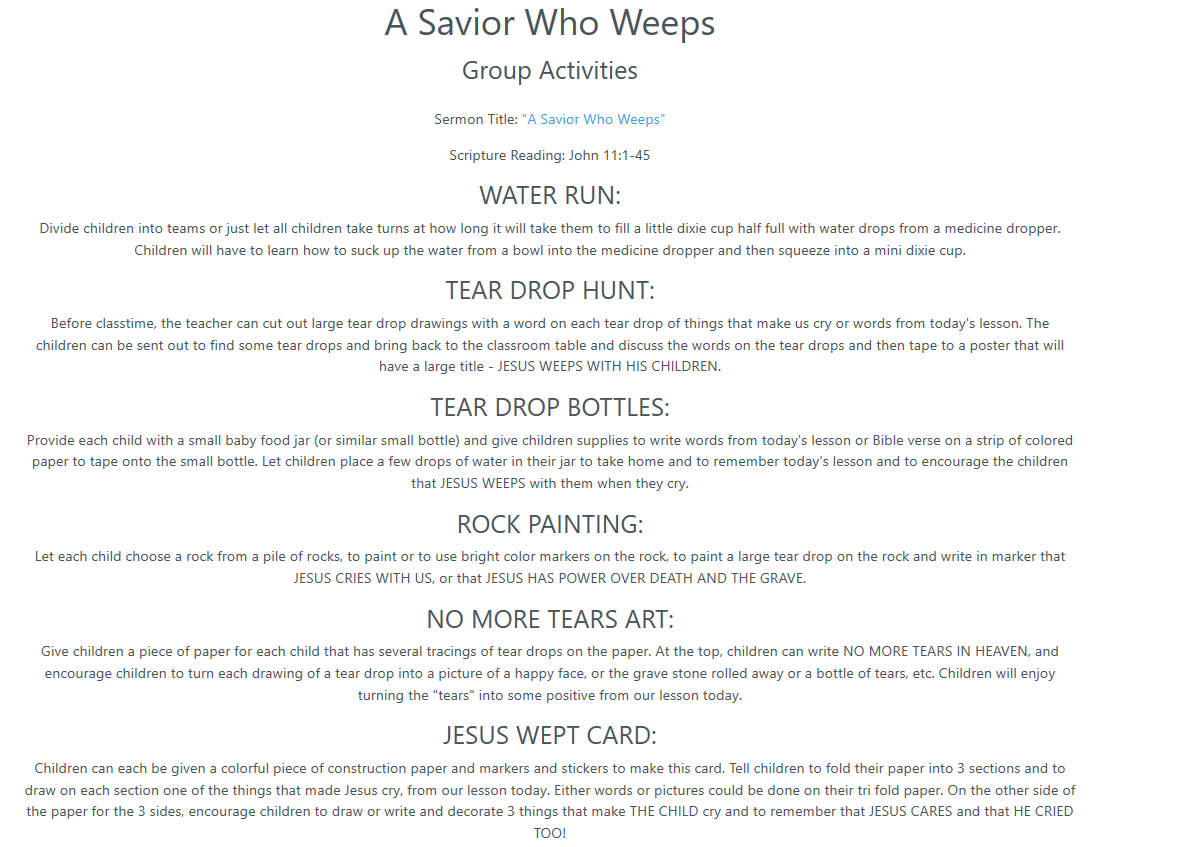 A Savior Who Weeps
Group Activities
Sermon Title: "A Savior Who Weeps"
Scripture Reading: John 11:1-45
WATER RUN:
Divide children into teams or just let all children take turns at how long it will take them to fill a little dixie cup half full with water drops from a medicine dropper.
Children will have to learn how to suck up the water from a bowl into the medicine dropper and then squeeze into a mini dixie cup.
TEAR DROP HUNT:
Before classtime, the teacher can cut out large tear drop drawings with a word on each tear drop of things that make us cry or words from today's lesson. The
children can be sent out to find some tear drops and bring back to the classroom table and discuss the words on the tear drops and then tape to a poster that will
have a large title - JESUS WEEPS WITH HIS CHILDREN.
TEAR DROP BOTTLES:
Provide each child with a small baby food jar (or similar small bottle) and give children supplies to write words from today's lesson or Bible verse on a strip of colored
paper to tape onto the small bottle. Let children place a few drops of water in their jar to take home and to remember today's lesson and to encourage the children
that JESUS WEEPS with them when they cry.
ROCK PAINTING:
Let each child choose a rock from a pile of rocks, to paint or to use bright color markers on the rock, to paint a large tear drop on the rock and write in marker that
JESUS CRIES WITH US, or that JESUS HAS POWER OVER DEATH AND THE GRAVE.
NO MORE TEARS ART:
Give children a piece of paper for each child that has several tracings of tear drops on the paper. At the top, children can write NO MORE TEARS IN HEAVEN, and
encourage children to turn each drawing of a tear drop into a picture of a happy face, or the grave stone rolled away or a bottle of tears, etc. Children will enjoy
turning the "tears" into some positive from our lesson today.
JESUS WEPT CARD:
Children can each be given a colorful piece of construction paper and markers and stickers to make this card. Tell children to fold their paper into 3 sections and to
draw on each section one of the things that made Jesus cry, from our lesson today. Either words or pictures could be done on their tri fold paper. On the other side of
the paper for the 3 sides, encourage children to draw or write and decorate 3 things that make THE CHILD cry and to remember that JESUS CARES and that HE CRIED
TOO!